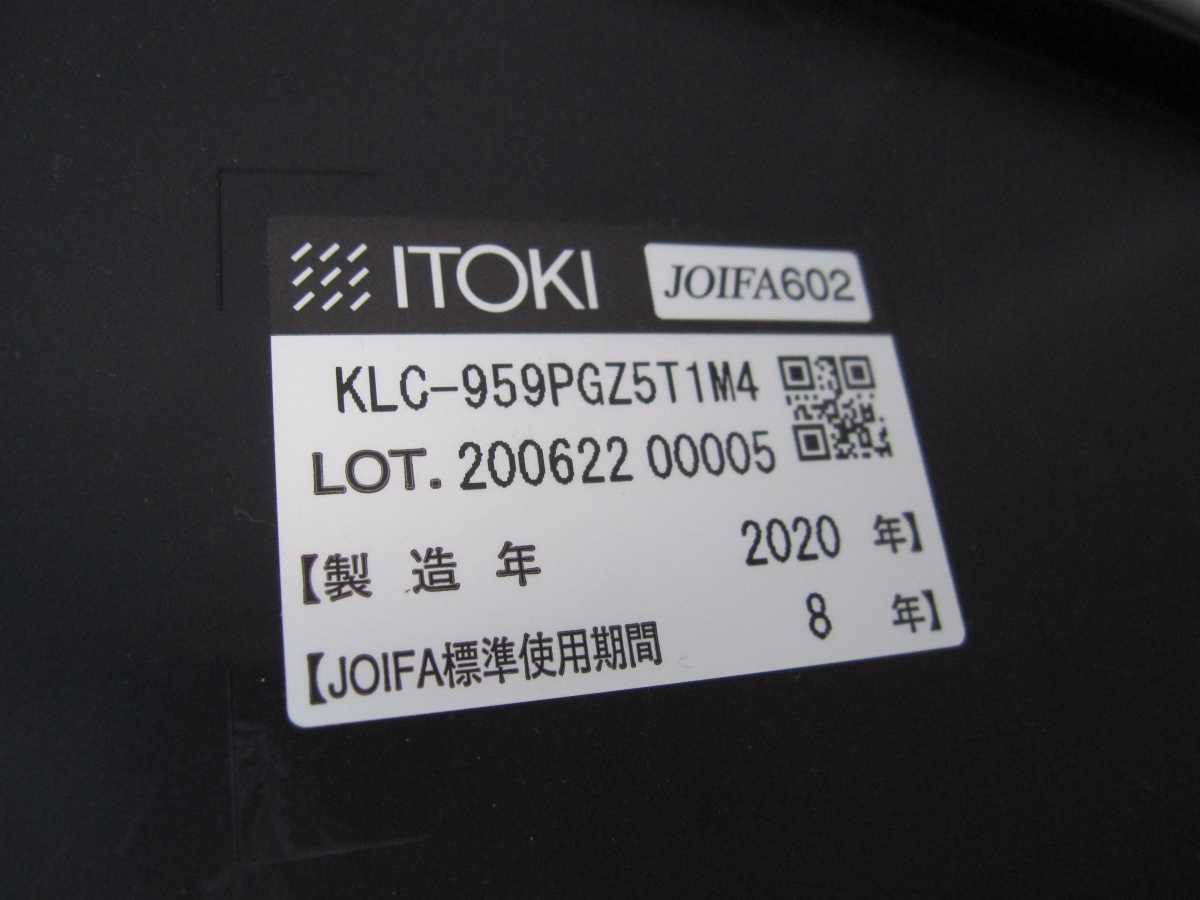 ITOKI JOIFA602
KLC-959PGZ5T1M4
LOT. 200622 00005
【製 造 年 2020 年】
【JOIFA標準使用期間 8 年】